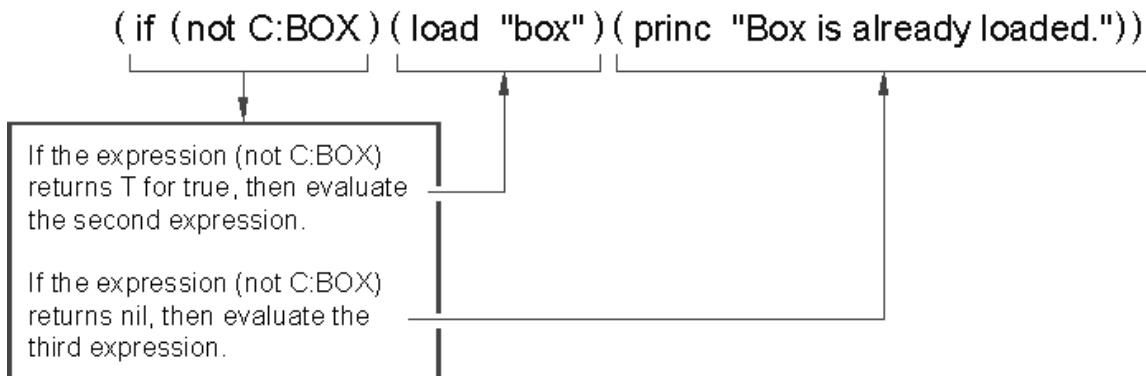 (if (not C:BOX)(load "box")(princ "Box is already loaded."))
If the expression (not C:BOX)
returns T for true, then evaluate
the second expression.
If the expression (not C:BOX)
returns nil, then evaluate the
third expression.